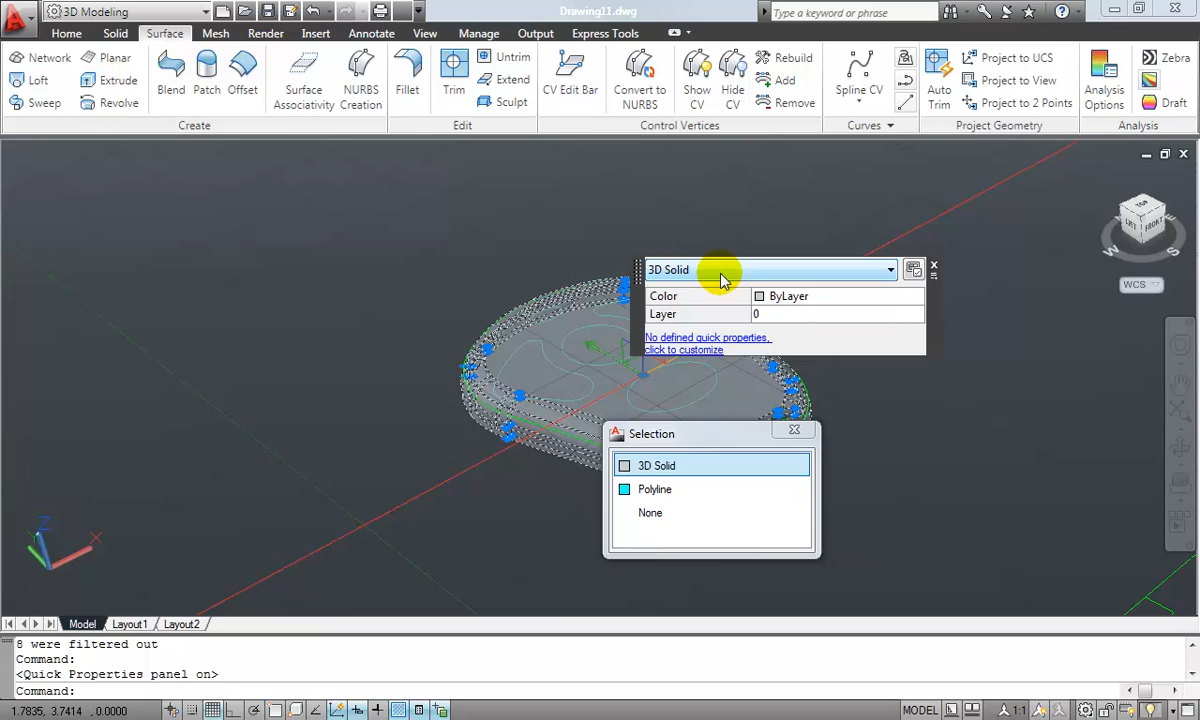 3D Modeling
Drawing11.dwg
Type a keyword or phrase
Home Solid Surface Mesh Render Insert Annotate View Manage Output Express Tools
Network Planar
Loft Extrude
Sweep Revolve
Blend Patch Offset
Surface Associativity
NURBS Creation
Fillet
Trim
Untrim
Extend
Sculpt
CV Edit Bar
Convert to NURBS
Show CV
Hide CV
Rebuild
Add
Remove
Spline CV
Auto Trim
Project to UCS
Project to View
Project to 2 Points
Analysis Options
Zebra
Draft
Create Edit Control Vertices Curves Project Geometry Analysis
TOP
LEFT FRONT
W S
WCS
3D Solid
Color ByLayer
Layer 0
No defined quick properties,
click to customize
Selection
3D Solid
Polyline
None
Z
X
Model Layout1 Layout2
8 were filtered out
Command:
<Quick Properties panel on>
Command:
1.7835, 3.7414 , 0.0000
MODEL
1:1